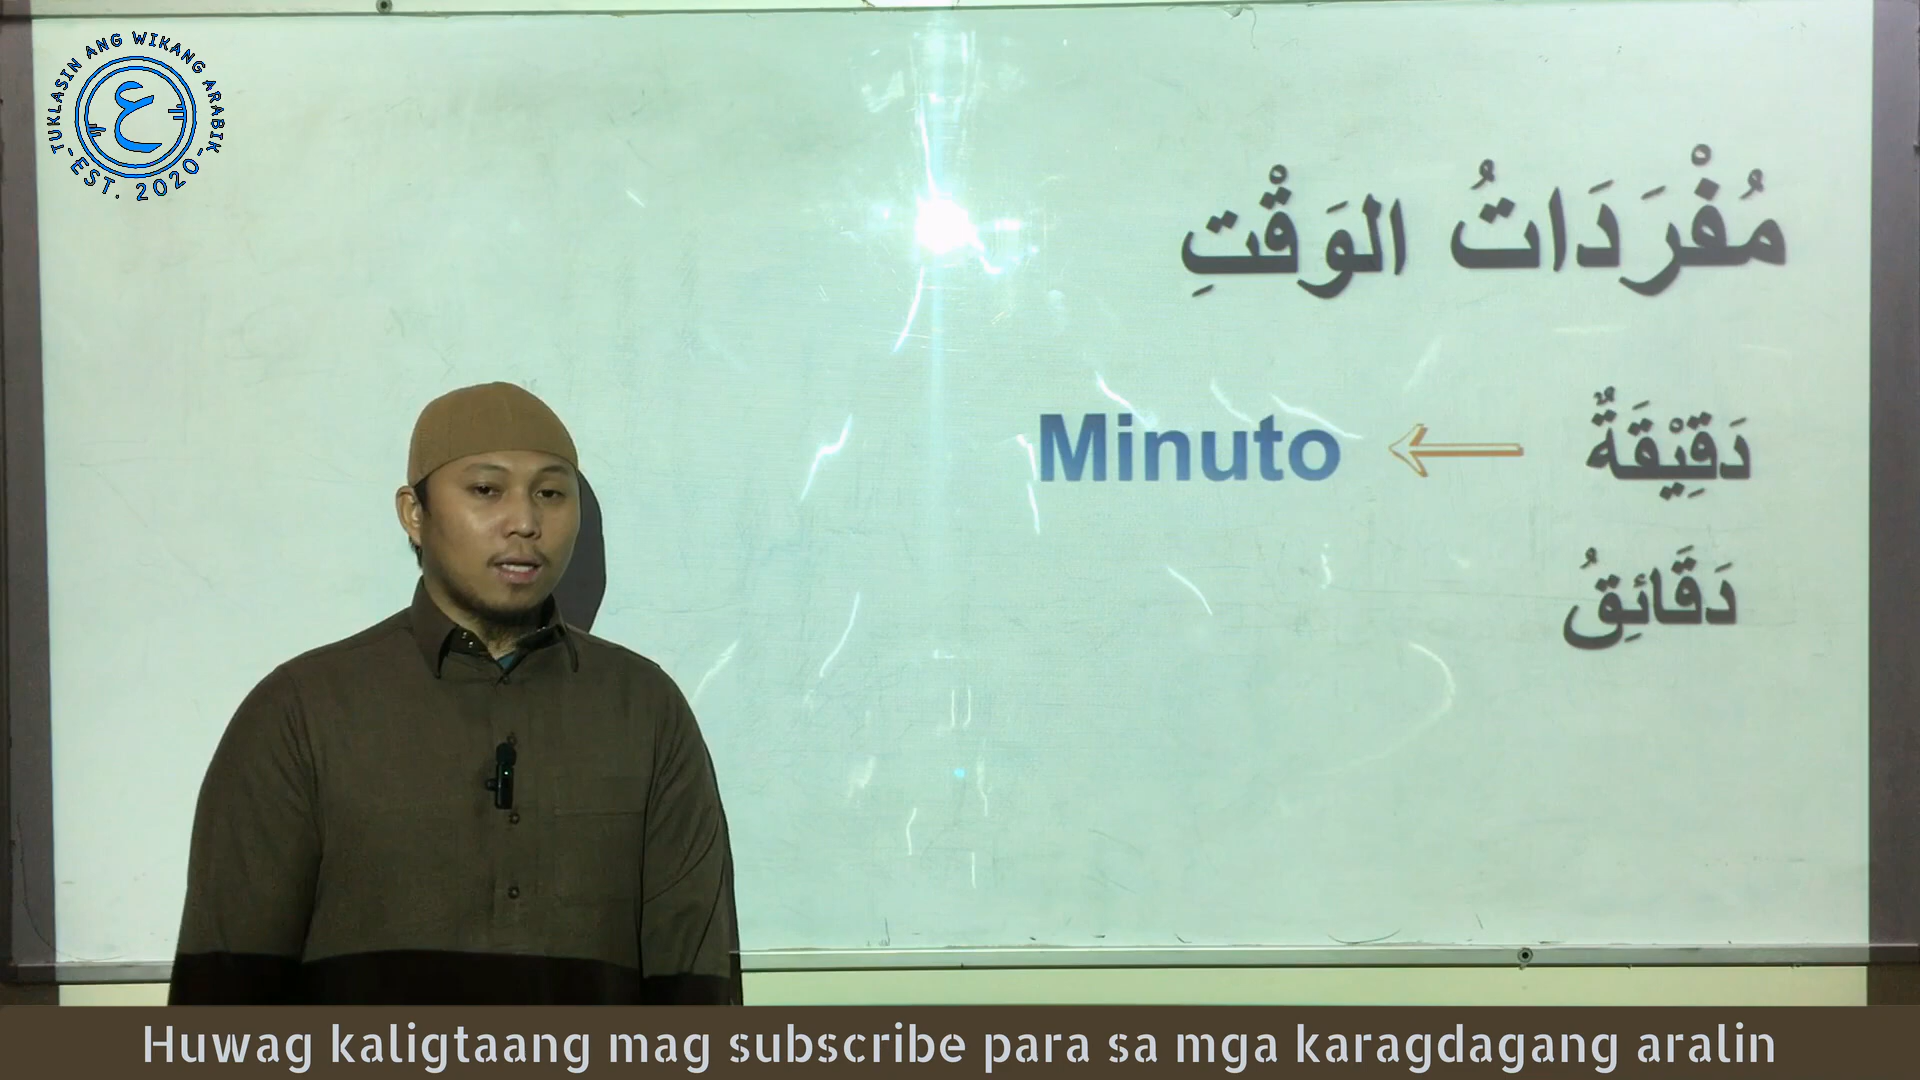 TUKLASIN ANG WIKANG ARABIK
ع
-EST. 2020-
مُفْرَدَاتُ الوَقْتِ
دَقِيْقَةٌ ← Minuto
دَقَائِقُ
Huwag kaligtaang mag subscribe para sa mga karagdagang aralin